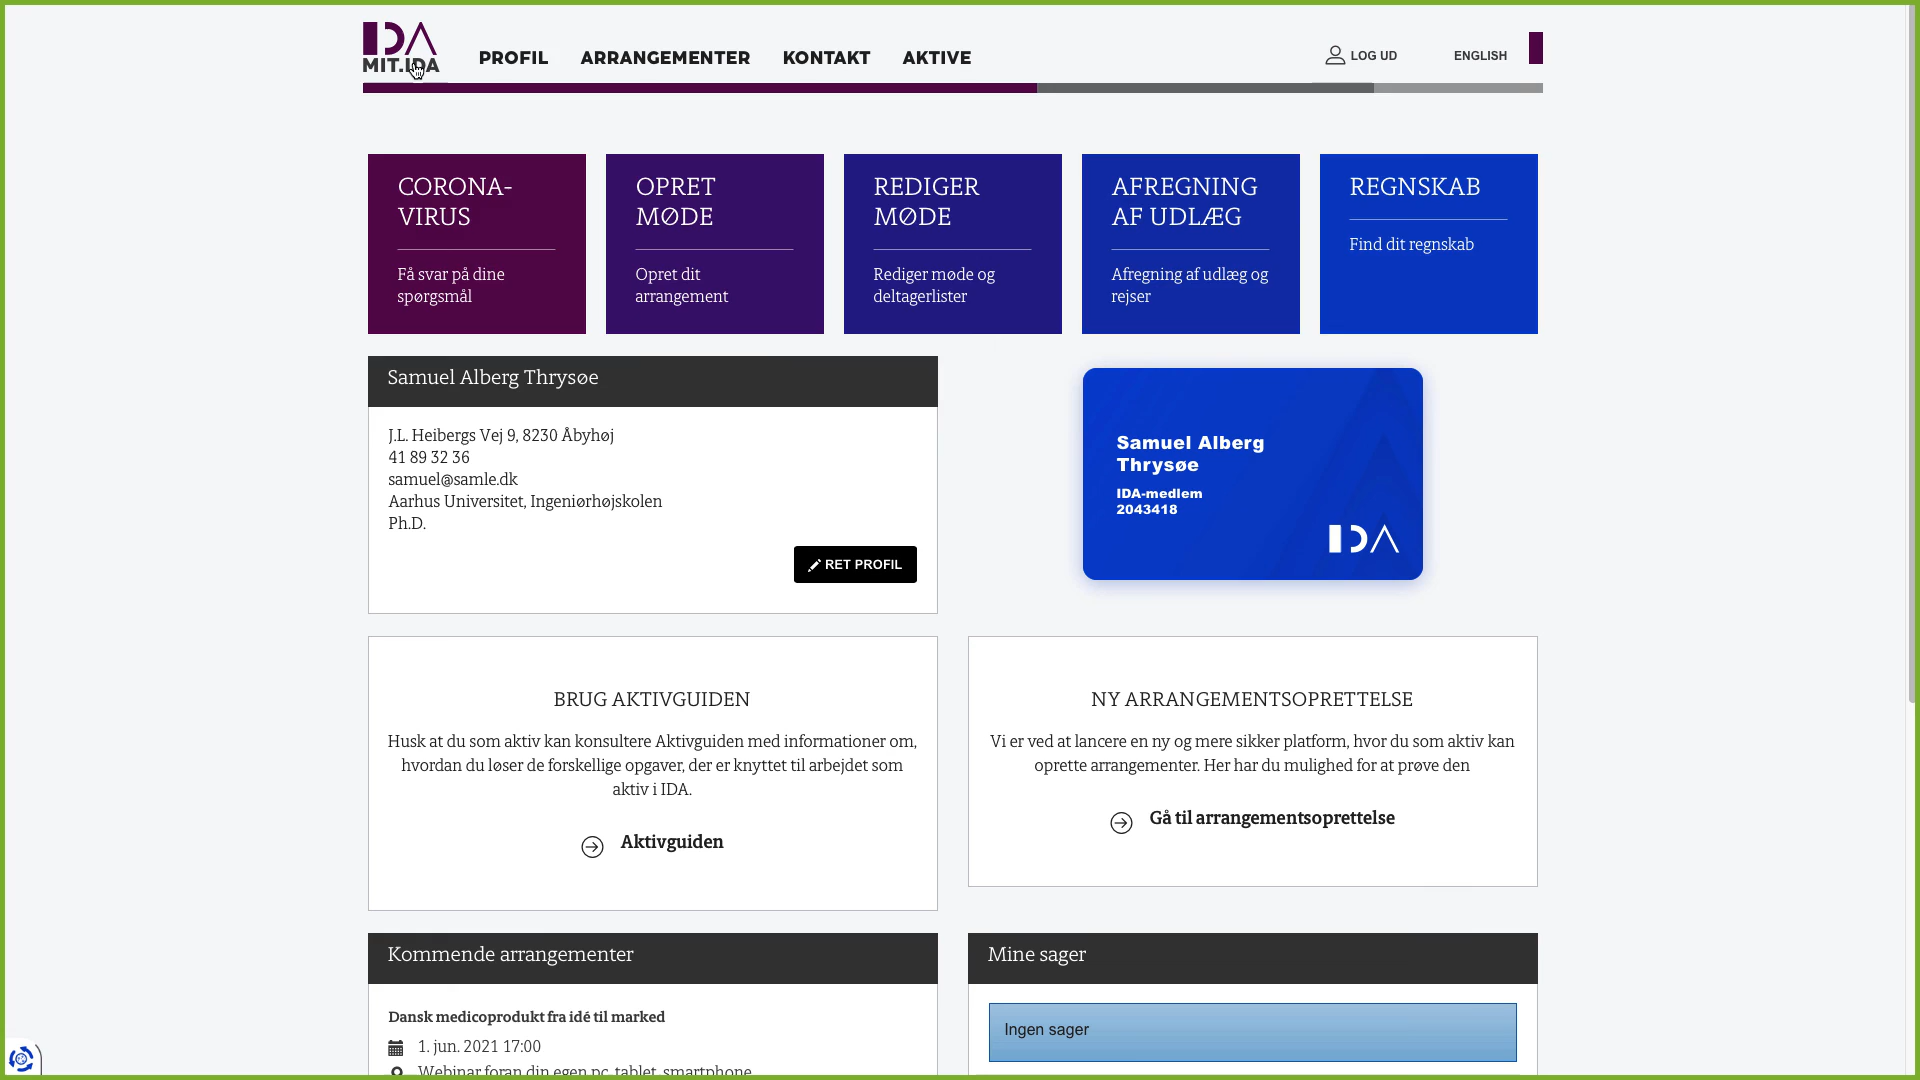 IDA
MIT.IDA
PROFIL
ARRANGEMENTER
KONTAKT
AKTIVE
LOG UD
ENGLISH
CORONA-
VIRUS
Få svar på dine
spørgsmål
OPRET
MØDE
Opret dit
arrangement
REDIGER
MØDE
Rediger møde og
deltagerlister
AFREGNING
AF UDLÆG
Afregning af udlæg og
rejser
REGNSKAB
Find dit regnskab
Samuel Alberg Thrysøe
J.L. Heibergs Vej 9, 8230 Åbyhøj
41 89 32 36
samuel@samle.dk
Aarhus Universitet, Ingeniørhøjskolen
Ph.D.
RET PROFIL
Samuel Alberg
Thrysøe
IDA-medlem
2043418
IDA
BRUG AKTIVGUIDEN
Husk at du som aktiv kan konsultere Aktivguiden med informationer om,
hvordan du løser de forskellige opgaver, der er knyttet til arbejdet som
aktiv i IDA.
Aktivguiden
NY ARRANGEMENTSOPRETTELSE
Vi er ved at lancere en ny og mere sikker platform, hvor du som aktiv kan
oprette arrangementer. Her har du mulighed for at prøve den
Gå til arrangementsoprettelse
Kommende arrangementer
Dansk medicoprodukt fra idé til marked
1. jun. 2021 17:00
Webinar foran din egen pc, tablet, smartphone
Mine sager
Ingen sager